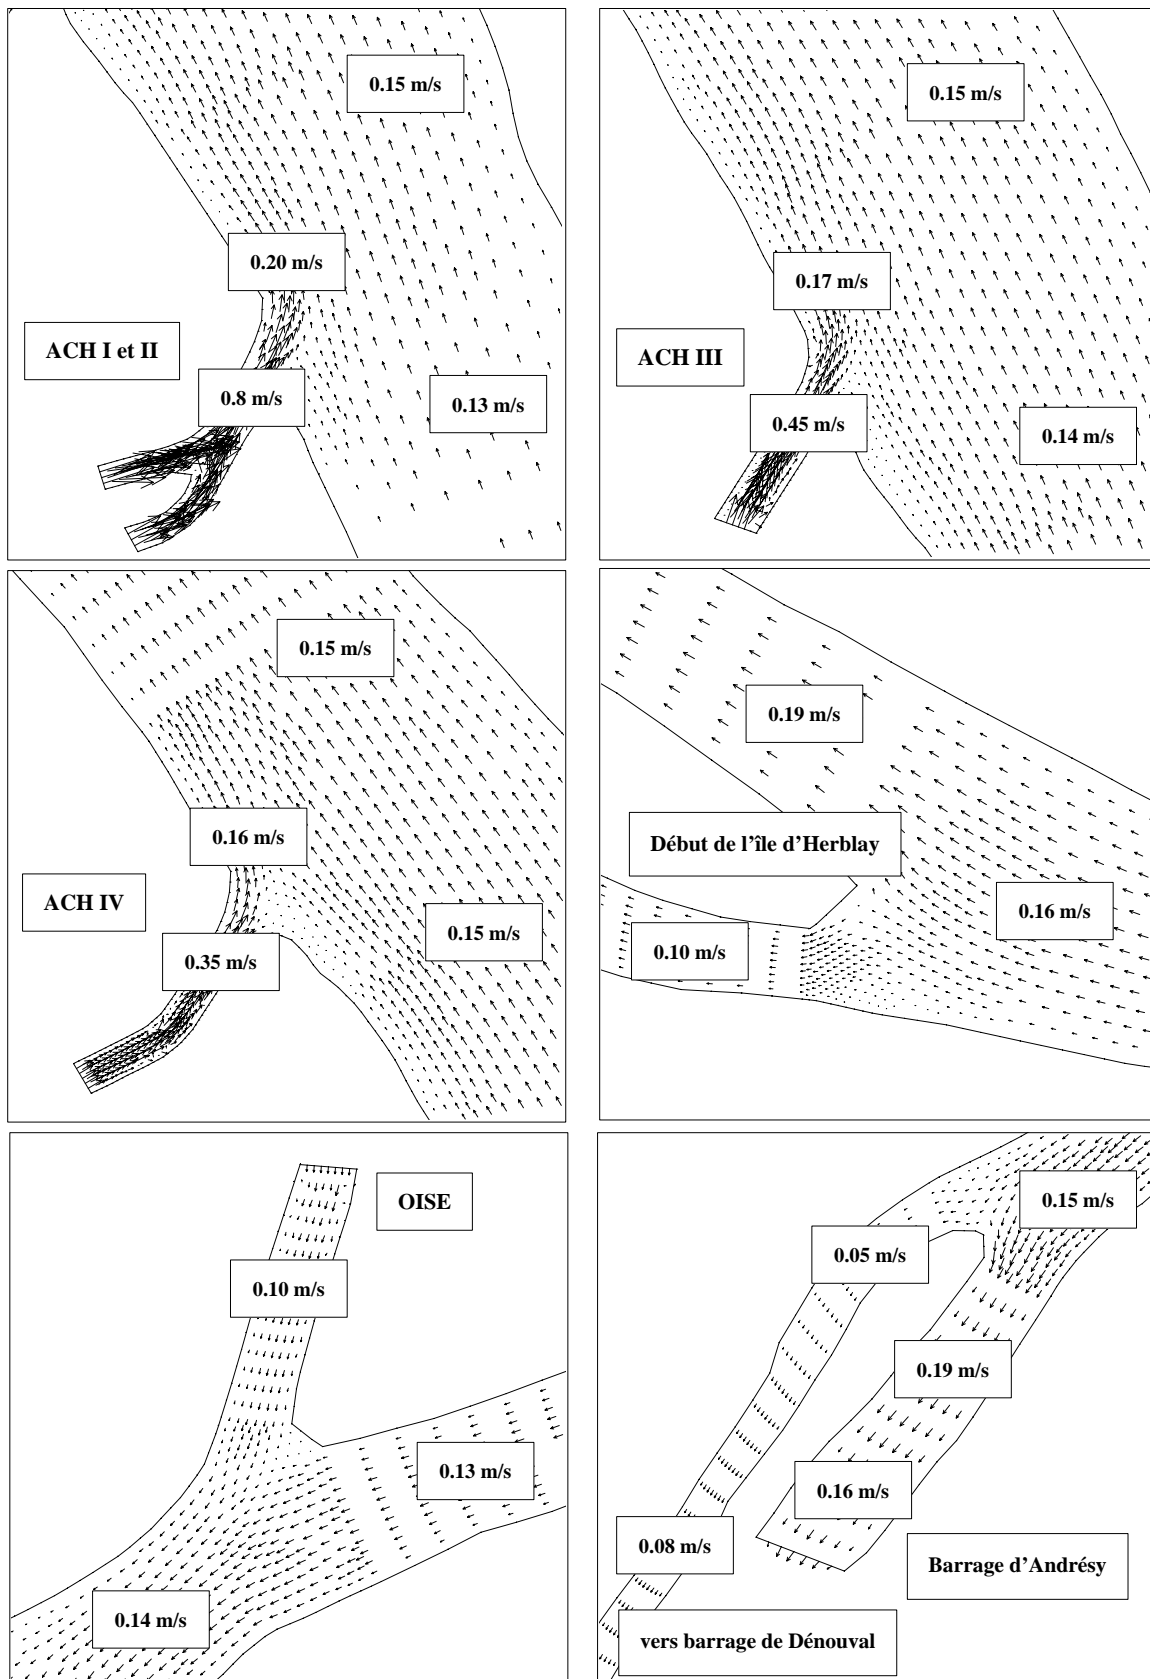 0.15 m/s
0.20 m/s
ACH I et II
0.8 m/s
0.13 m/s
0.15 m/s
0.17 m/s
ACH III
0.45 m/s
0.14 m/s
0.15 m/s
0.16 m/s
ACH IV
0.15 m/s
0.35 m/s
0.19 m/s
Début de l'île d'Herblay
0.16 m/s
0.10 m/s
OISE
0.10 m/s
0.13 m/s
0.14 m/s
0.15 m/s
0.05 m/s
0.19 m/s
0.16 m/s
0.08 m/s
Barrage d'Andrésy
vers barrage de Dénouval